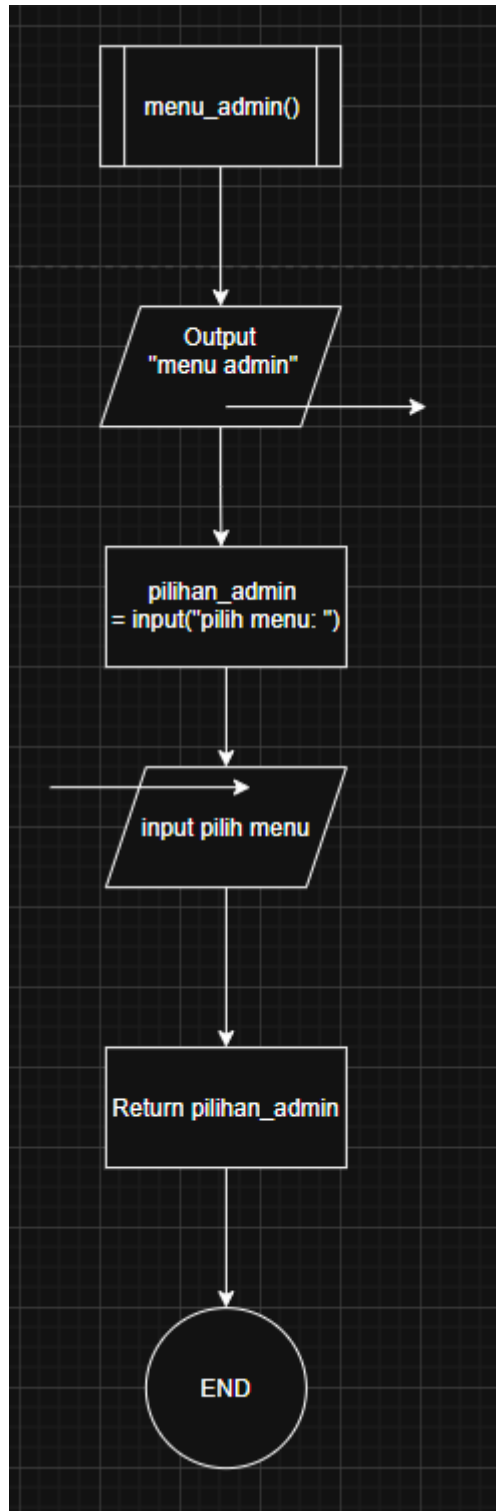 menu_admin()
Output
"menu admin"
pilihan_admin
= input("pilih menu: ")
input pilih menu
Return pilihan_admin
END